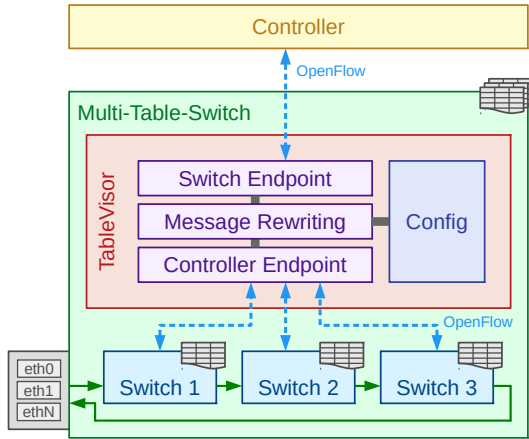 Controller
OpenFlow
Multi-Table-Switch
TableVisor
Switch Endpoint
Message Rewriting
Config
Controller Endpoint
OpenFlow
eth0
eth1
ethN
Switch 1
Switch 2
Switch 3